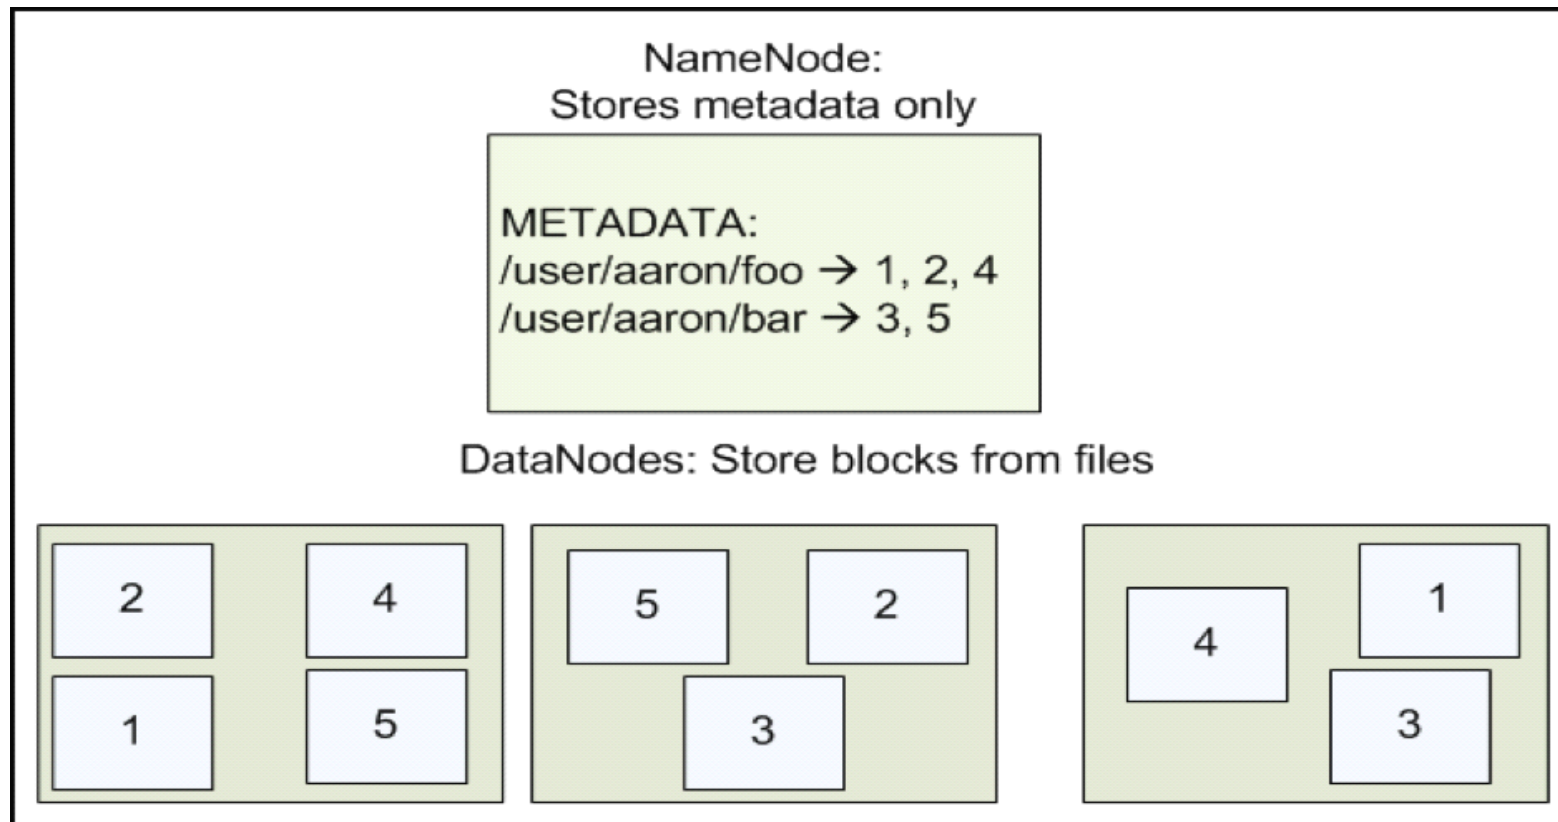 NameNode:
Stores metadata only
METADATA:
/user/aaron/foo → 1, 2, 4
/user/aaron/bar → 3, 5
DataNodes: Store blocks from files
2
4
1
5
5
2
3
4
1
3